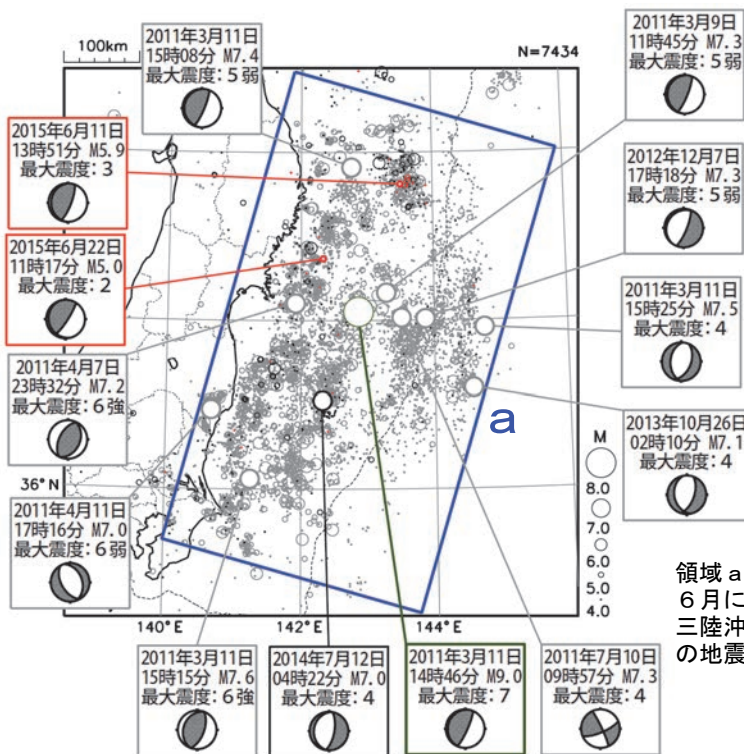 100km
N=7434
2011年3月11日
15時08分 M7.4
最大震度：5弱
2011年3月9日
11時45分 M7.3
最大震度：5弱
2015年6月11日
13時51分 M5.9
最大震度：3
2012年12月7日
17時18分 M7.3
最大震度：5弱
2015年6月22日
11時17分 M5.0
最大震度：2
2011年3月11日
15時25分 M7.5
最大震度：4
2011年4月7日
23時32分 M7.2
最大震度：6強
a
2013年10月26日
02時10分 M7.1
最大震度：4
M
8.0
7.0
6.0
5.0
4.0
36°N
2011年4月11日
17時16分 M7.0
最大震度：6弱
140°E
142°E
144°E
領域a
6月に
三陸沖
の地震
2011年3月11日
15時15分 M7.6
最大震度：6強
2014年7月12日
04時22分 M7.0
最大震度：4
2011年3月11日
14時46分 M9.0
最大震度：7
2011年7月10日
09時57分 M7.3
最大震度：4